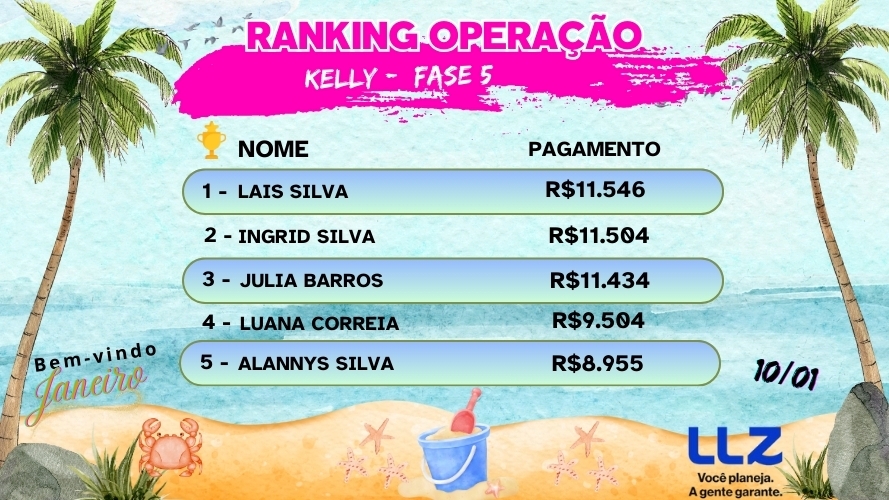 RANKING OPERAÇÃO
KELLY - FASE 5
NOME PAGAMENTO
1 - LAIS SILVA R$11.546
2 - INGRID SILVA R$11.504
3 - JULIA BARROS R$11.434
4 - LUANA CORREIA R$9.504
5 - ALANNYS SILVA R$8.955
Bem-vindo
Janeiro
10/01
LLZ
Você planeja.
A gente garante.